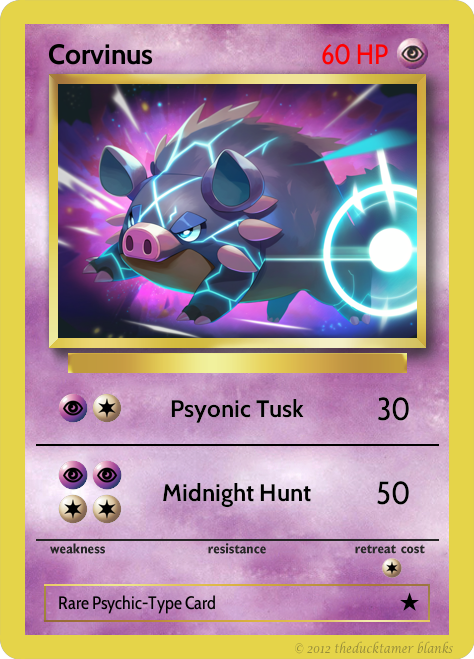 Corvinus
60 HP
Psyonic Tusk 30
Midnight Hunt 50
weakness resistance retreat cost
Rare Psychic-Type Card
© 2012 theducktamer blanks